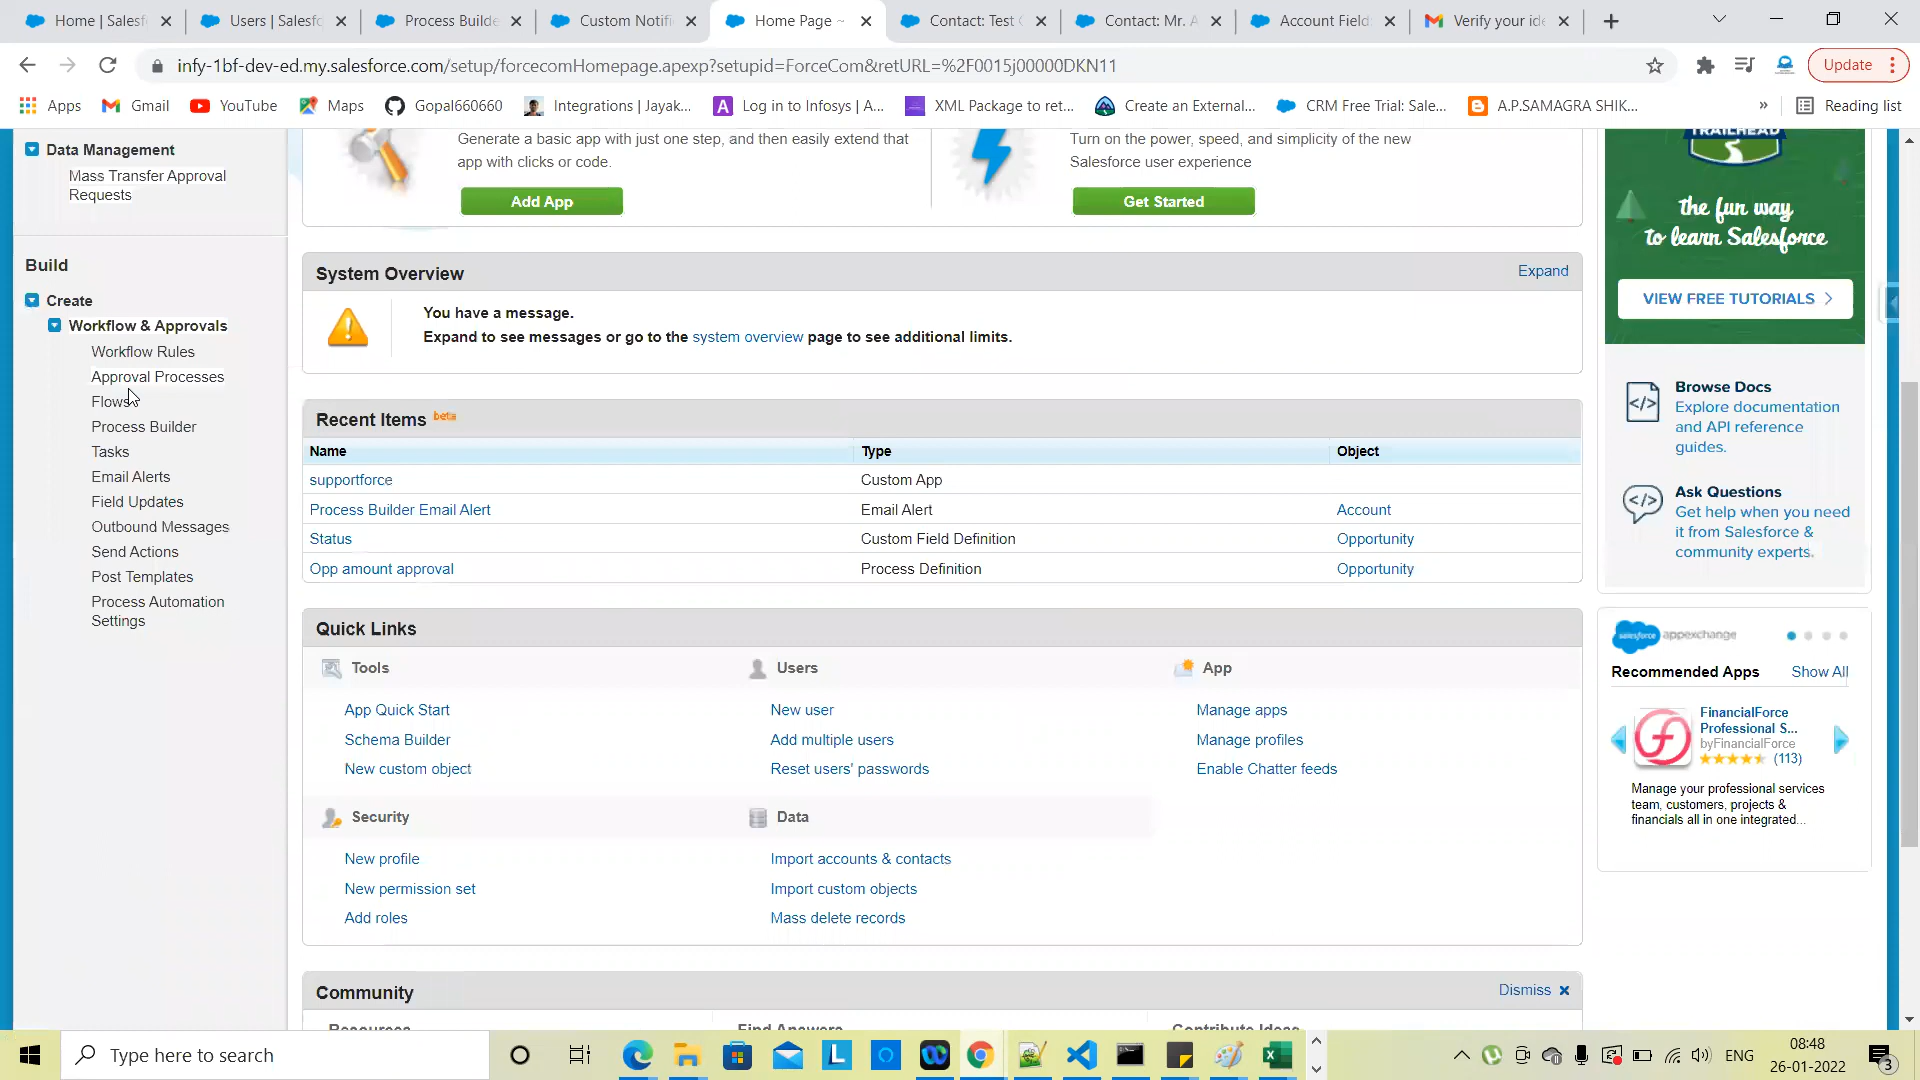 Home | Salesf
Users | Salesfo
Process Builde
Custom Notifi
Home Page ~
Contact: Test C
Contact: Mr. A
Account Field
Verify your ide
infy-1bf-dev-ed.my.salesforce.com/setup/forcecomHomepage.apexp?setupid=ForceCom&retURL=%2F0015j00000DKN11
Update
Apps
Gmail
YouTube
Maps
Gopal660660
Integrations | Jayak...
Log in to Infosys | A...
XML Package to ret...
Create an External...
CRM Free Trial: Sale...
A.P.SAMAGRA SHIK...
»
Reading list
Data Management
Mass Transfer Approval
Requests
Build
Create
Workflow & Approvals
Workflow Rules
Approval Processes
Flows
Process Builder
Tasks
Email Alerts
Field Updates
Outbound Messages
Send Actions
Post Templates
Process Automation
Settings
Generate a basic app with just one step, and then easily extend that
app with clicks or code.
Add App
Turn on the power, speed, and simplicity of the new
Salesforce user experience
Get Started
System Overview
Expand
You have a message.
Expand to see messages or go to the system overview page to see additional limits.
Recent Items beta
Name Type Object
supportforce Custom App
Process Builder Email Alert Email Alert Account
Status Custom Field Definition Opportunity
Opp amount approval Process Definition Opportunity
Quick Links
Tools
App Quick Start
Schema Builder
New custom object
Users
New user
Add multiple users
Reset users' passwords
App
Manage apps
Manage profiles
Enable Chatter feeds
Security
New profile
New permission set
Add roles
Data
Import accounts & contacts
Import custom objects
Mass delete records
Community
Dismiss
Resources
Find Answers
Contribute Ideas
TRAILHEAD
the fun way
to learn Salesforce
VIEW FREE TUTORIALS
Browse Docs
Explore documentation
and API reference
guides.
Ask Questions
Get help when you need
it from Salesforce &
community experts.
salesforce appexchange
Recommended Apps
Show All
FinancialForce
Professional S...
byFinancialForce
(113)
Manage your professional services
team, customers, projects &
financials all in one integrated...
Type here to search
ENG
08:48
26-01-2022
3